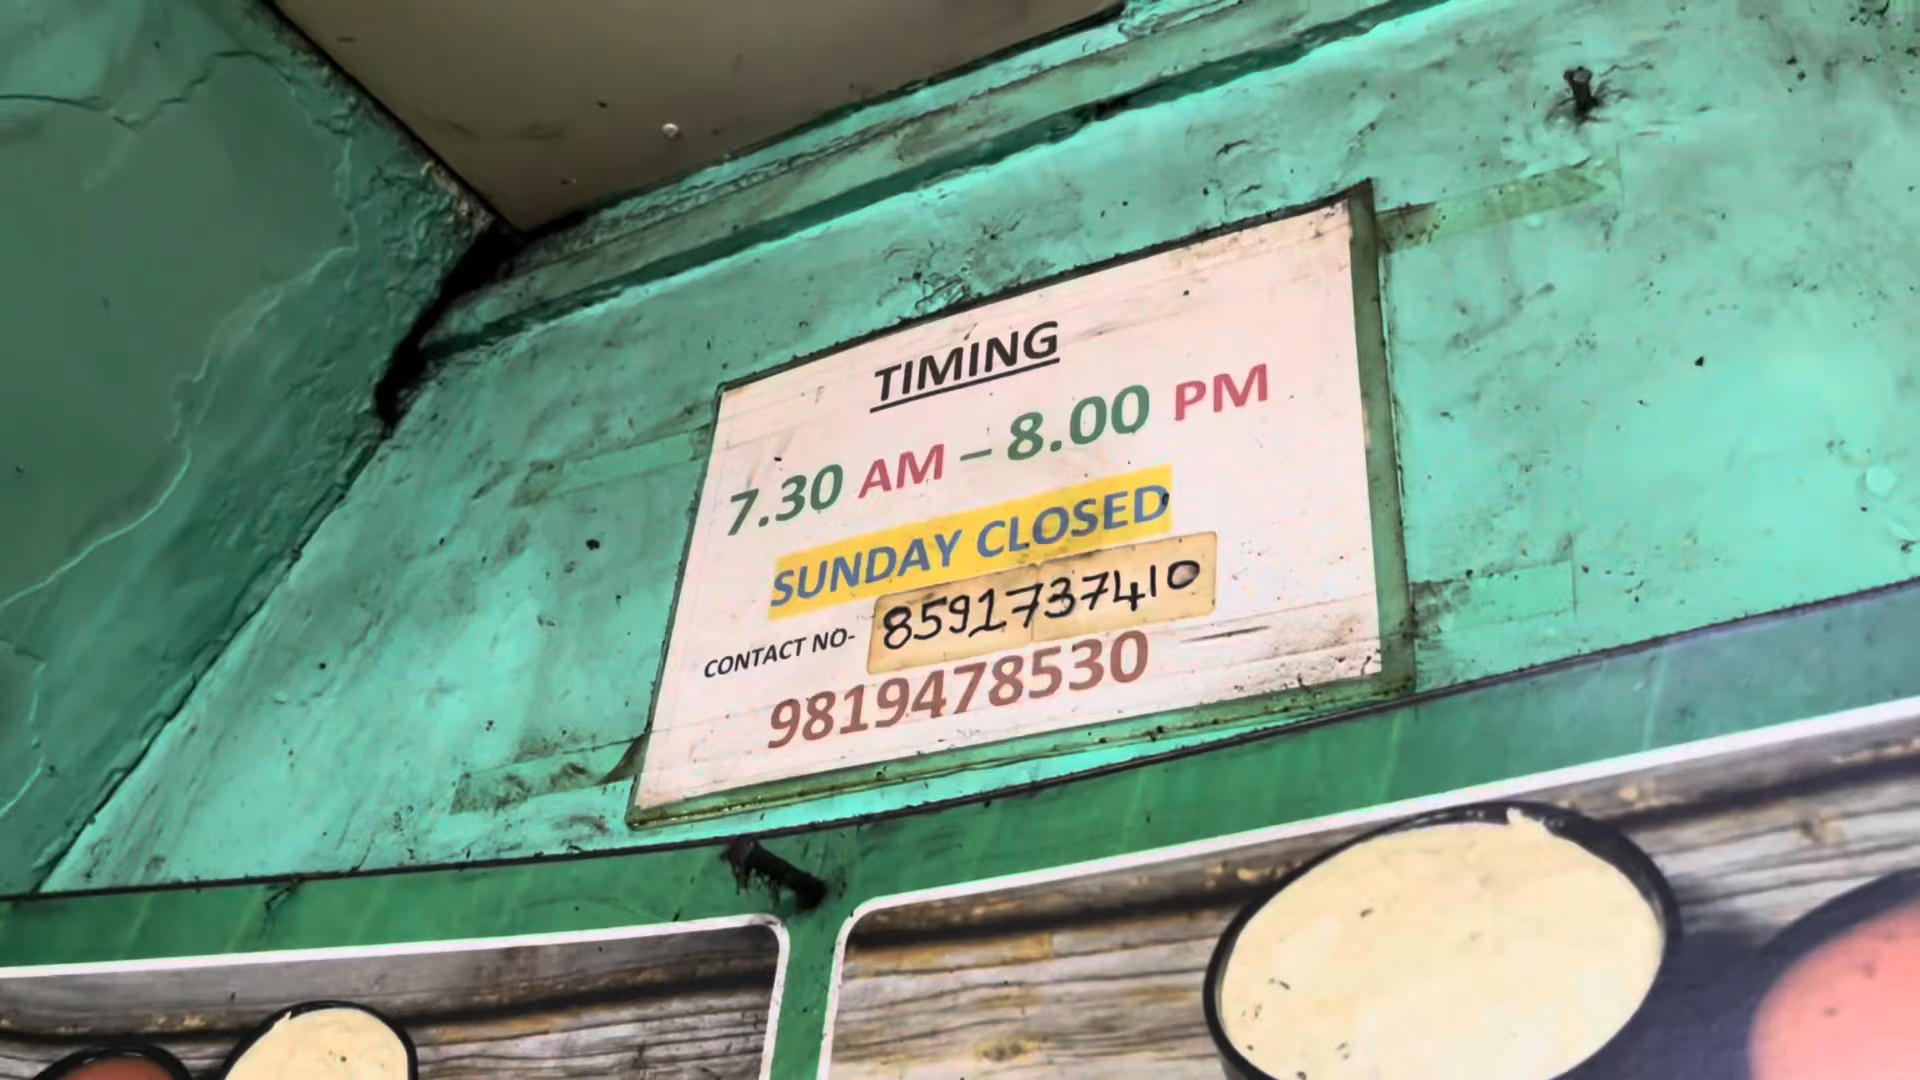 TIMING
7.30 AM – 8.00 PM
SUNDAY CLOSED
CONTACT NO- 8591737410
9819478530